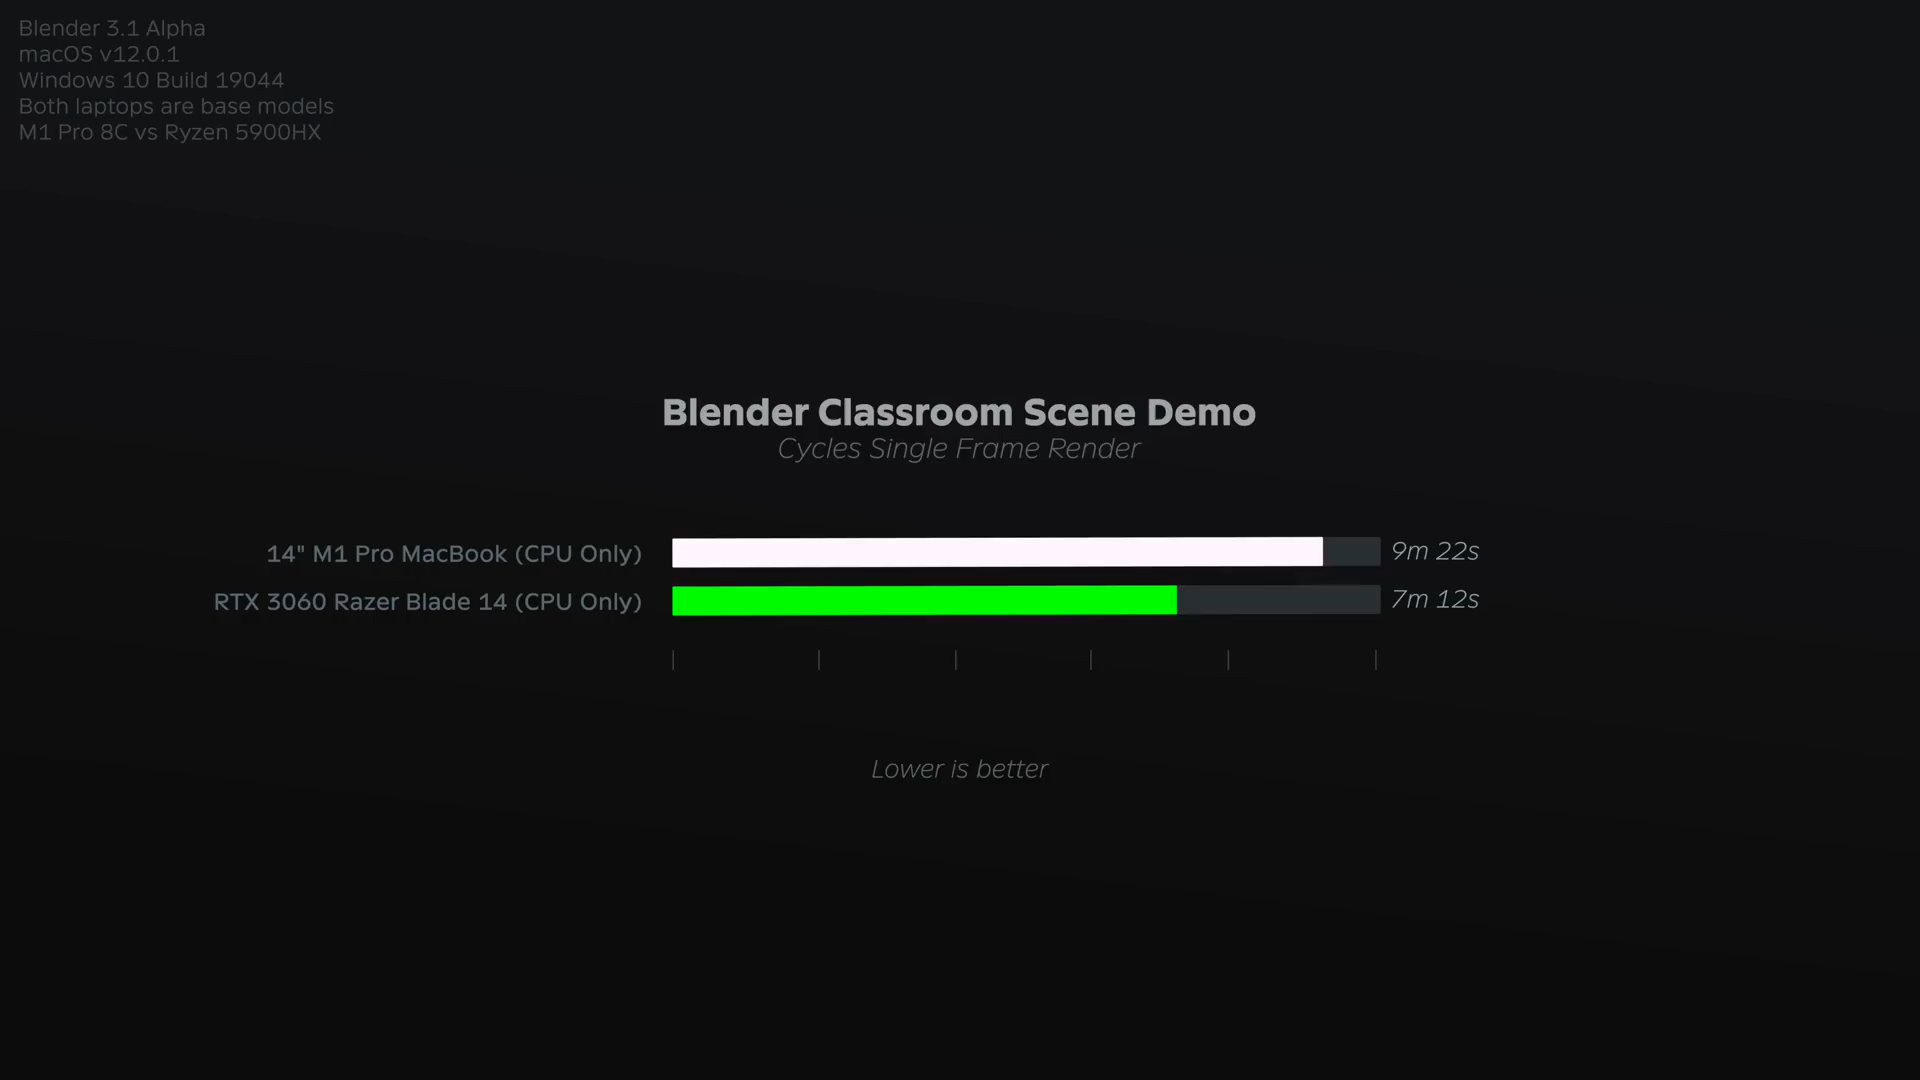 Blender 3.1 Alpha
macOS v12.0.1
Windows 10 Build 19044
Both laptops are base models
M1 Pro 8C vs Ryzen 5900HX
Blender Classroom Scene Demo
Cycles Single Frame Render
14" M1 Pro MacBook (CPU Only) 9m 22s
RTX 3060 Razer Blade 14 (CPU Only) 7m 12s
Lower is better